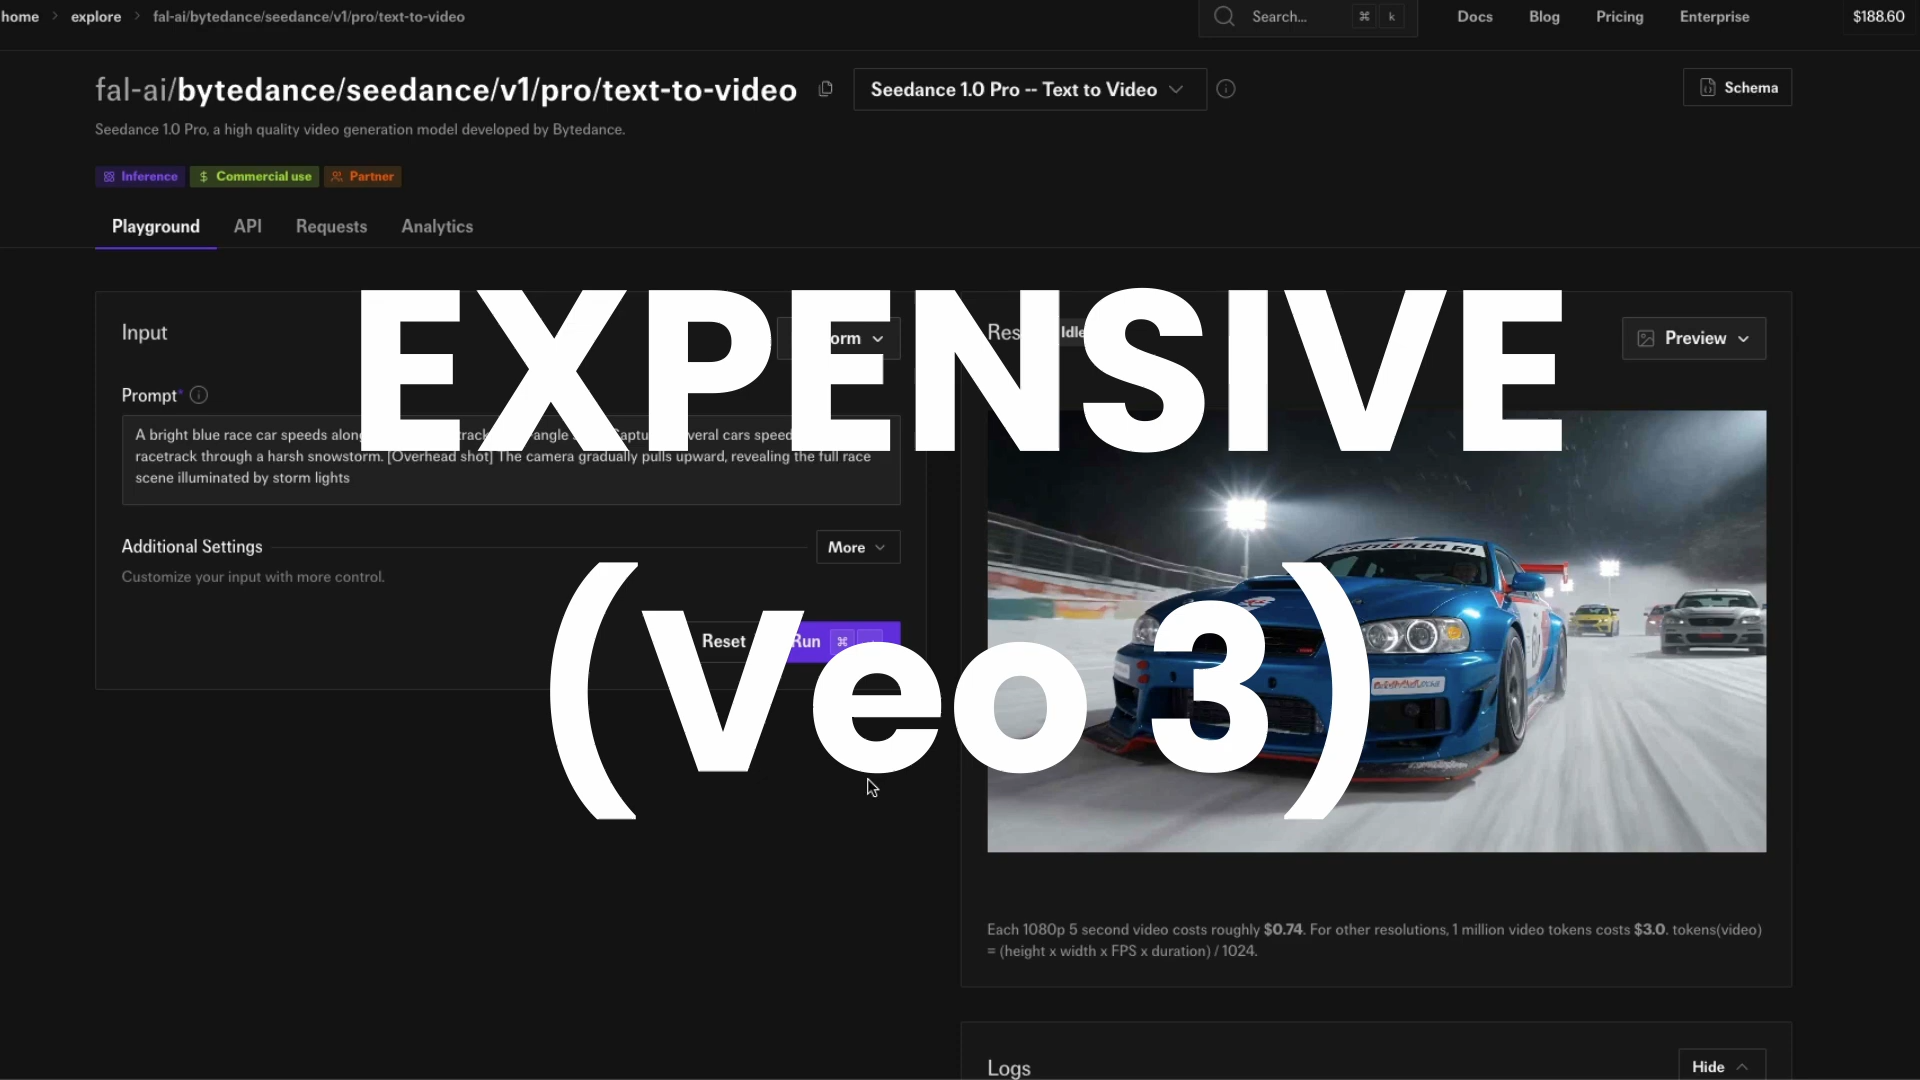 home > explore > fal-ai/bytedance/seedance/v1/pro/text-to-video
Search... ⌘ k
Docs Blog Pricing Enterprise $188.60
fal-ai/bytedance/seedance/v1/pro/text-to-video
Seedance 1.0 Pro -- Text to Video
Schema
Seedance 1.0 Pro, a high quality video generation model developed by Bytedance.
Inference $ Commercial use Partner
Playground API Requests Analytics
EXPENSIVE
(Veo 3)
Input
Prompt*
A bright blue race car speeds along
racetrack through a harsh snowstorm. [Overhead shot] The camera gradually pulls upward, revealing the full race
scene illuminated by storm lights
Additional Settings
More
Customize your input with more control.
Reset Run ⌘
Idle
Preview
Each 1080p 5 second video costs roughly $0.74. For other resolutions, 1 million video tokens costs $3.0. tokens(video)
= (height x width x FPS x duration) / 1024.
Logs
Hide